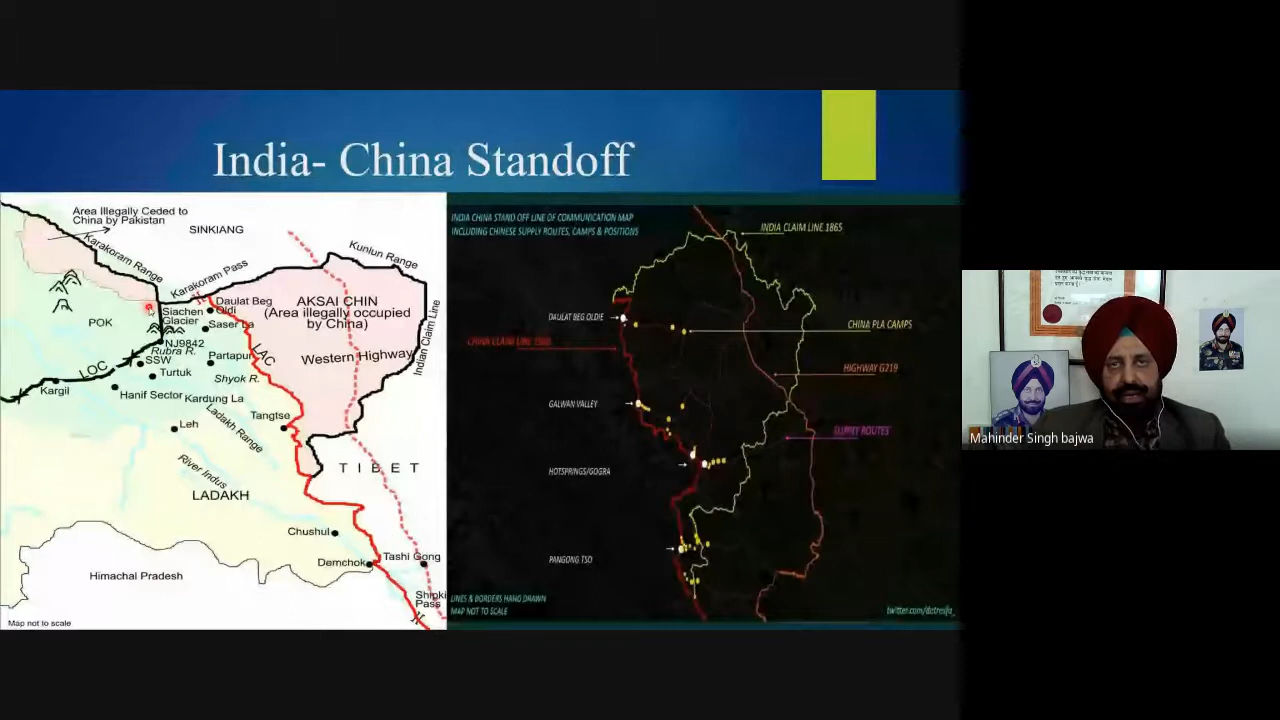 India- China Standoff
Area Illegally Ceded to
China by Pakistan
SINKIANG
Karakoram Range
Karakoram Pass
Kunlun Range
Daulat Beg
Oldi
Siachen
Glacier
Saser La
AKSAI CHIN
(Area illegally occupied
by China)
POK
NJ9842
Rubra R.
SSW
Partapur
LAC
Western Highway
Indian Claim Line
LOC
Turtuk
Shyok R.
Kargil
Hanif Sector
Kardung La
Tangtse
Leh
Ladakh Range
River Indus
TIBET
LADAKH
Chushul
Demchok
Tashi Gong
Himachal Pradesh
Shipki
Pass
Map not to scale
INDIA CHINA STAND OFF LINE OF COMMUNICATION MAP
INCLUDING CHINESE SUPPLY ROUTES, CAMPS & POSITIONS
INDIA CLAIM LINE 1865
DAULAT BEG OLDIE
CHINA PLA CAMPS
CHINA CLAIM LINE
HIGHWAY G219
GALWAN VALLEY
SUPPLY ROUTES
HOTSPRINGS/GOGRA
PANGONG TSO
LINES & BORDERS HAND DRAWN
MAP NOT TO SCALE
Mahinder Singh bajwa